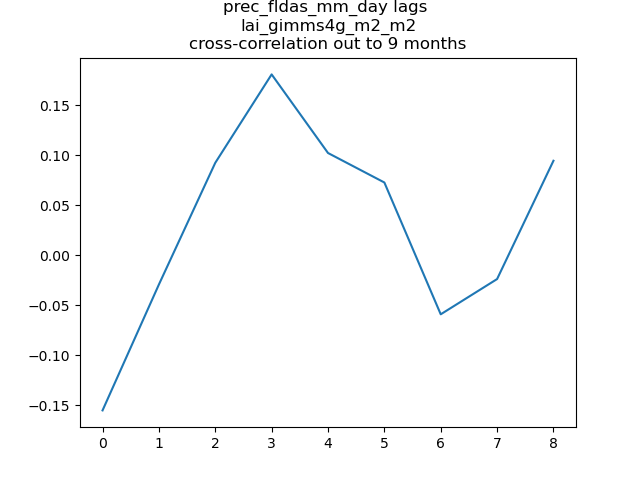 prec_fldas_mm_day lags
lai_gimms4g_m2_m2
cross-correlation out to 9 months
0.15
0.10
0.05
0.00
−0.05
−0.10
−0.15
0 1 2 3 4 5 6 7 8